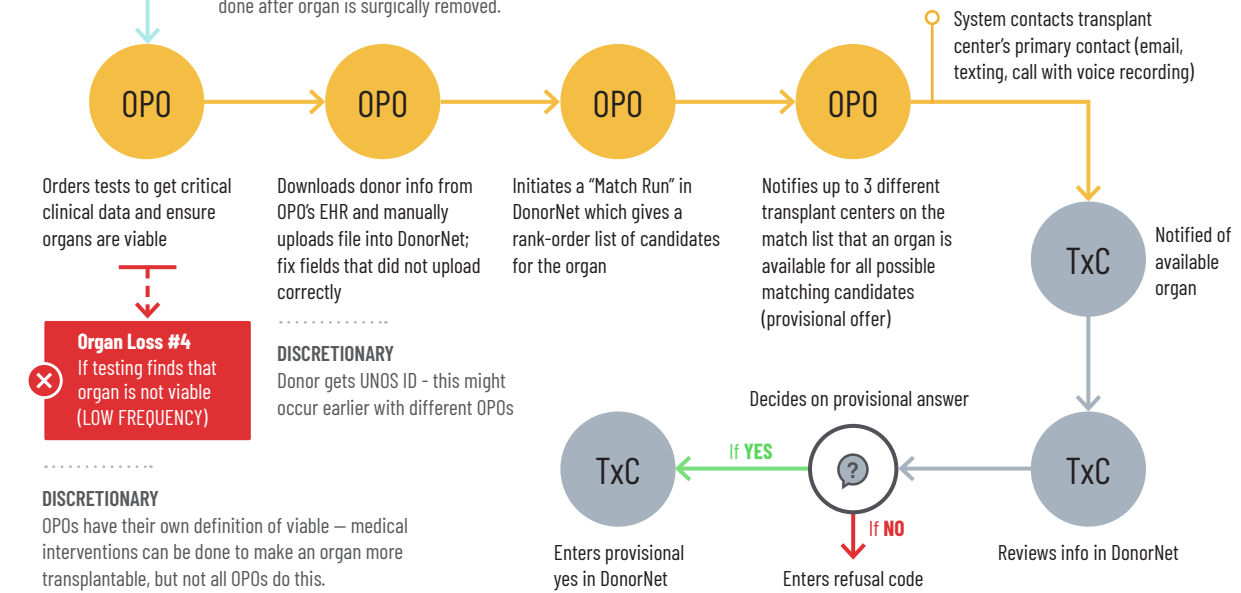 done after organ is surgically removed.
System contacts transplant
center's primary contact (email,
texting, call with voice recording)
OPO
OPO
OPO
OPO
Orders tests to get critical
clinical data and ensure
organs are viable
Downloads donor info from
OPO's EHR and manually
uploads file into DonorNet;
fix fields that did not upload
correctly
Initiates a “Match Run” in
DonorNet which gives a
rank-order list of candidates
for the organ
Notifies up to 3 different
transplant centers on the
match list that an organ is
available for all possible
matching candidates
(provisional offer)
TxC
Notified of
available
organ
Organ Loss #4
If testing finds that
organ is not viable
(LOW FREQUENCY)
DISCRETIONARY
Donor gets UNOS ID - this might
occur earlier with different OPOs
Decides on provisional answer
TxC
If YES
?
TxC
If NO
Enters provisional
yes in DonorNet
Enters refusal code
Reviews info in DonorNet
DISCRETIONARY
OPOs have their own definition of viable — medical
interventions can be done to make an organ more
transplantable, but not all OPOs do this.